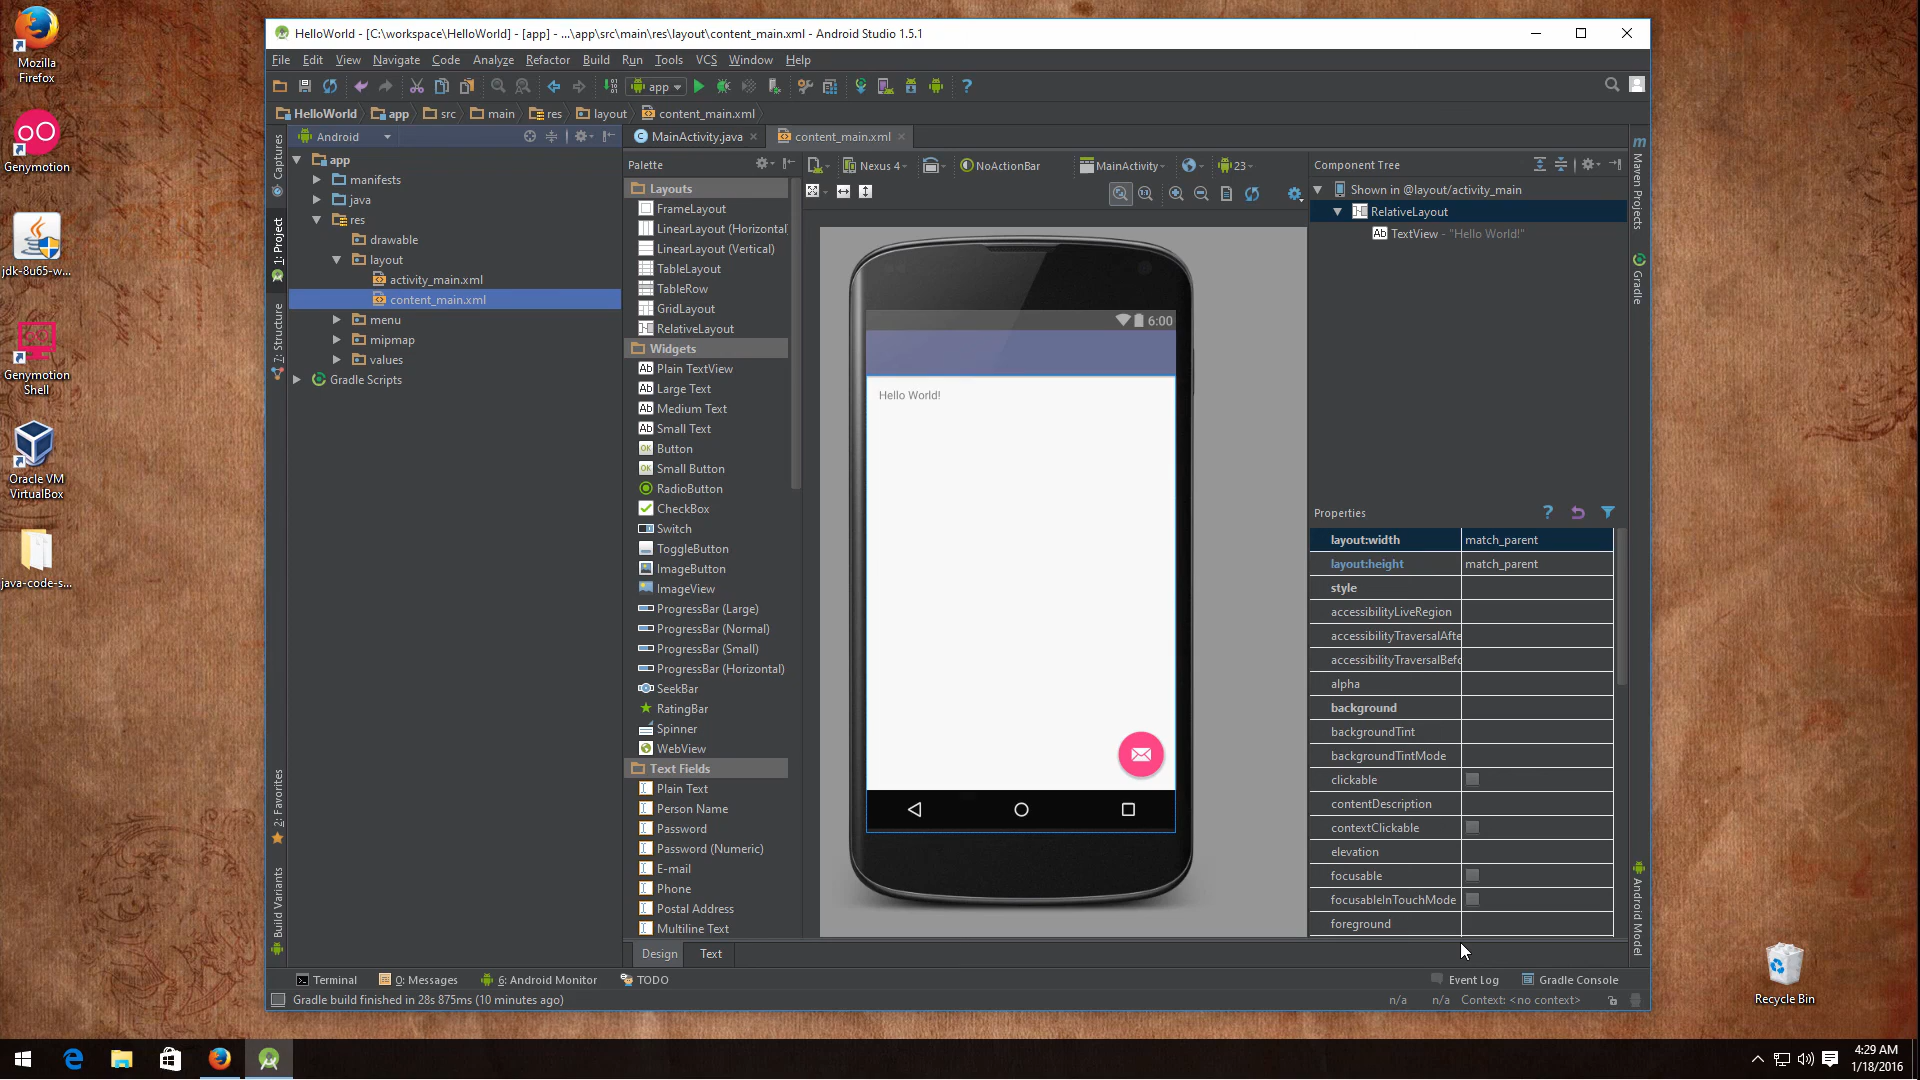 Mozilla
Firefox
Genymotion
jdk-8u65-w...
Genymotion
Shell
Oracle VM
VirtualBox
java-code-s...
Recycle Bin
HelloWorld - [C:\workspace\HelloWorld] - [app] - ...\app\src\main\res\layout\content_main.xml - Android Studio 1.5.1
File Edit View Navigate Code Analyze Refactor Build Run Tools VCS Window Help
app
HelloWorld app src main res layout content_main.xml
Captures
1: Project
7: Structure
2: Favorites
Build Variants
Android
app
manifests
java
res
drawable
layout
activity_main.xml
content_main.xml
menu
mipmap
values
Gradle Scripts
MainActivity.java content_main.xml
Palette
Layouts
FrameLayout
LinearLayout (Horizontal
LinearLayout (Vertical)
TableLayout
TableRow
GridLayout
RelativeLayout
Widgets
Plain TextView
Large Text
Medium Text
Small Text
Button
Small Button
RadioButton
CheckBox
Switch
ToggleButton
ImageButton
ImageView
ProgressBar (Large)
ProgressBar (Normal)
ProgressBar (Small)
ProgressBar (Horizontal)
SeekBar
RatingBar
Spinner
WebView
Text Fields
Plain Text
Person Name
Password
Password (Numeric)
E-mail
Phone
Postal Address
Multiline Text
Design Text
Nexus 4 NoActionBar MainActivity 23
6:00
Hello World!
Component Tree
Shown in @layout/activity_main
RelativeLayout
Ab TextView - "Hello World!"
Properties
layout:width match_parent
layout:height match_parent
style
accessibilityLiveRegion
accessibilityTraversalAfte
accessibilityTraversalBefo
alpha
background
backgroundTint
backgroundTintMode
clickable
contentDescription
contextClickable
elevation
focusable
focusableInTouchMode
foreground
Maven Projects
Gradle
Android Model
Terminal 0: Messages 6: Android Monitor TODO Event Log Gradle Console
Gradle build finished in 28s 875ms (10 minutes ago) n/a n/a Context: <no context>
4:29 AM
1/18/2016